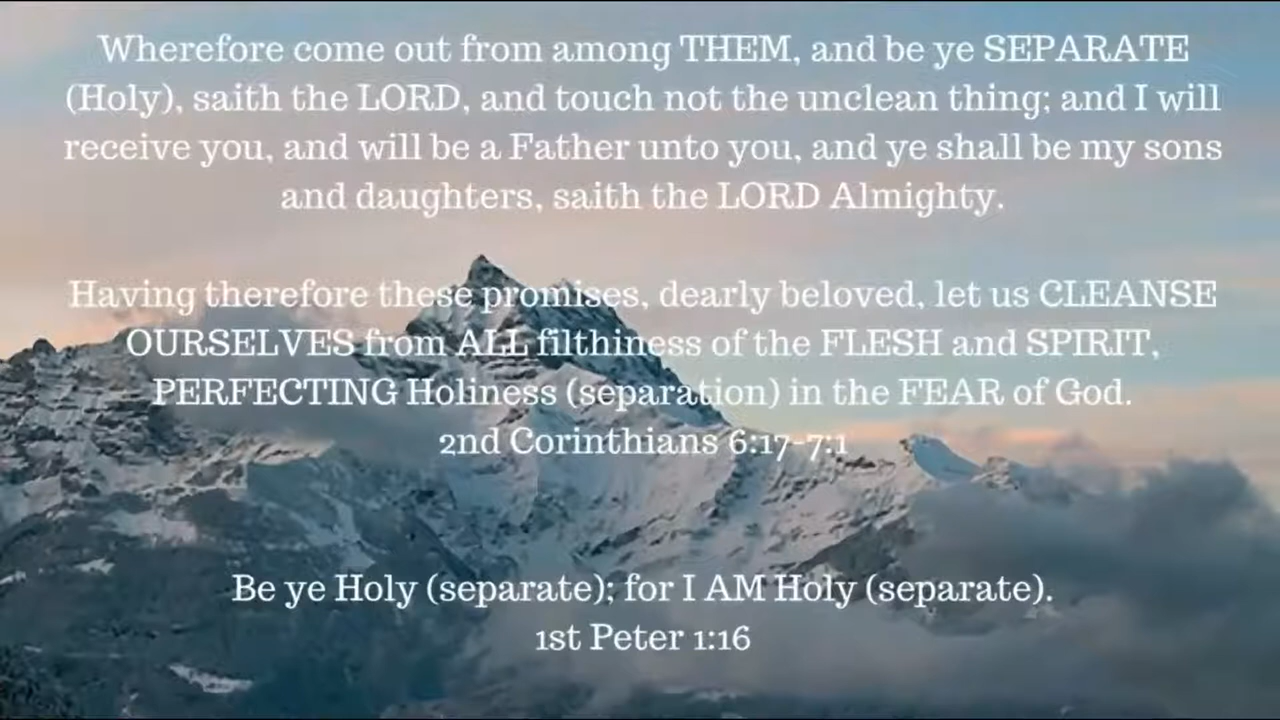 Wherefore come out from among THEM, and be ye SEPARATE
(Holy), saith the LORD, and touch not the unclean thing; and I will
receive you, and will be a Father unto you, and ye shall be my sons
and daughters, saith the LORD Almighty.
Having therefore these promises, dearly beloved, let us CLEANSE
OURSELVES from ALL filthiness of the FLESH and SPIRIT,
PERFECTING Holiness (separation) in the FEAR of God.
2nd Corinthians 6:17-7:1
Be ye Holy (separate); for I AM Holy (separate).
1st Peter 1:16